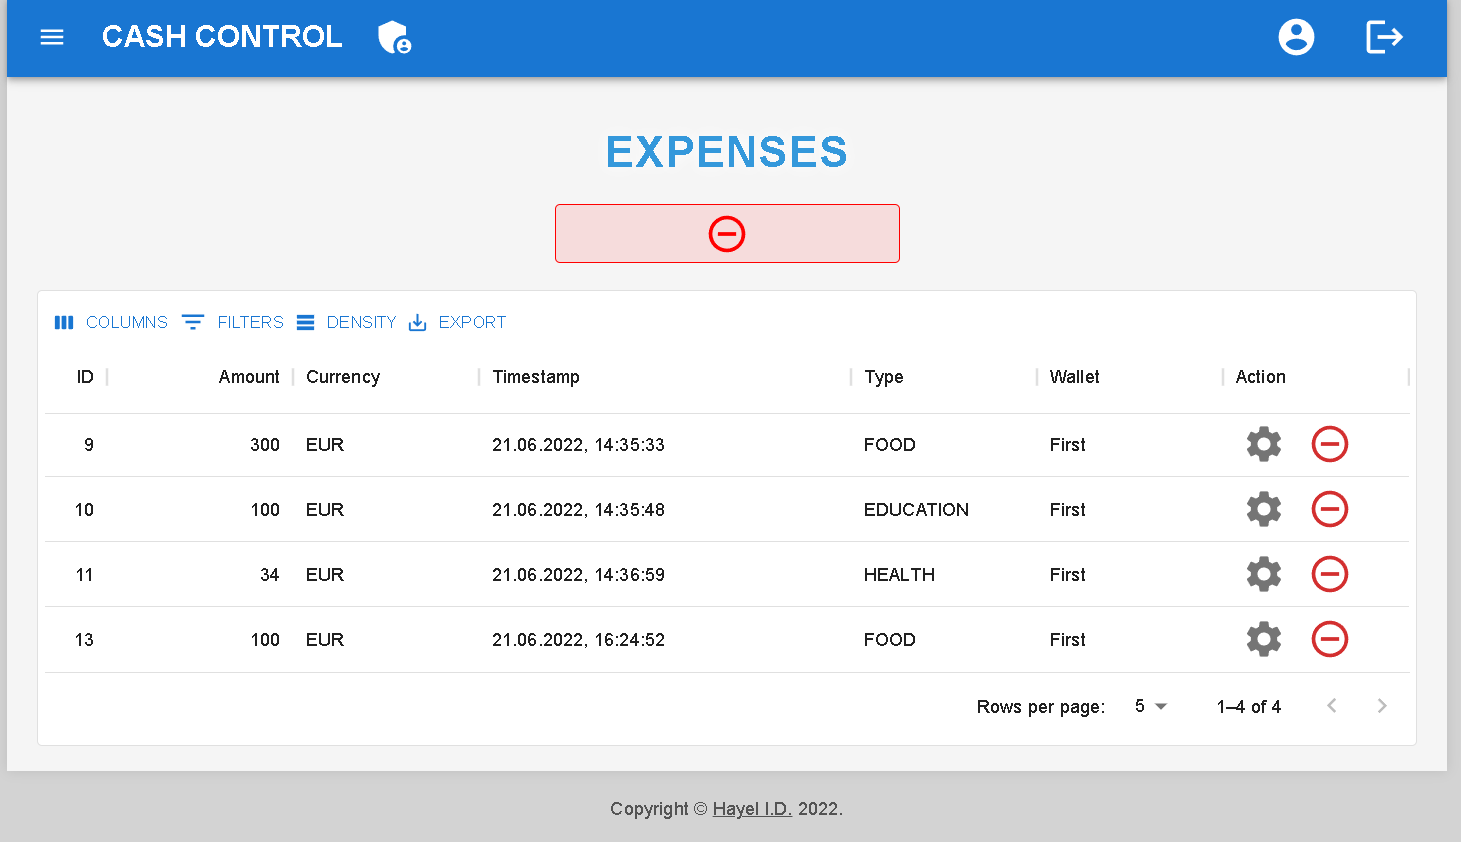 CASH CONTROL
EXPENSES
COLUMNS FILTERS DENSITY EXPORT
ID Amount Currency Timestamp Type Wallet Action
9 300 EUR 21.06.2022, 14:35:33 FOOD First
10 100 EUR 21.06.2022, 14:35:48 EDUCATION First
11 34 EUR 21.06.2022, 14:36:59 HEALTH First
13 100 EUR 21.06.2022, 16:24:52 FOOD First
Rows per page: 5 1–4 of 4
Copyright © Hayel I.D. 2022.